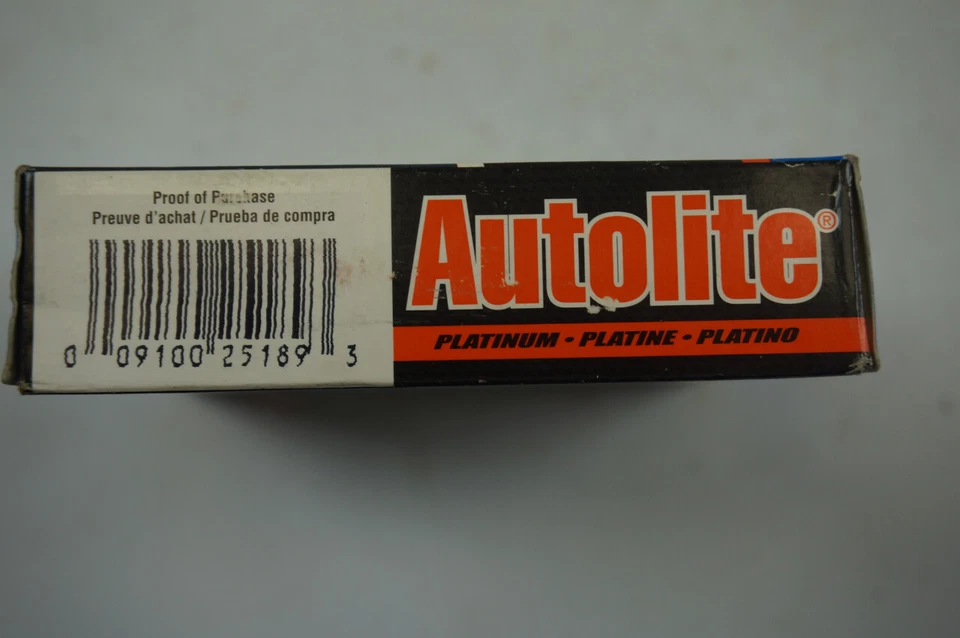 Proof of Purchase
Preuve d'achat / Prueba de compra
0 09100 25189 3
Autolite®
PLATINUM • PLATINE • PLATINO